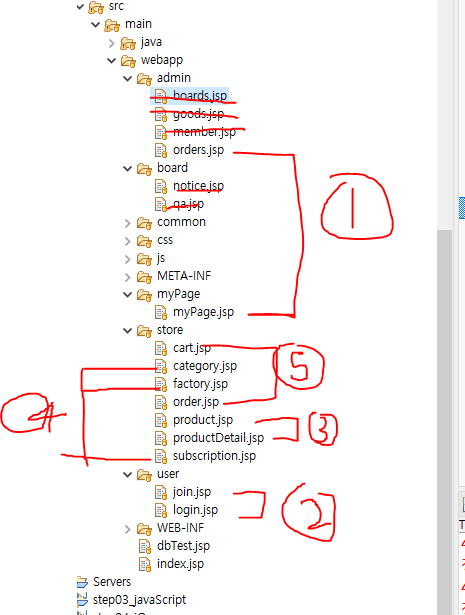 src
main
java
webapp
admin
boards.jsp
goods.jsp
member.jsp
orders.jsp
board
notice.jsp
qa.jsp
common
css
js
META-INF
myPage
myPage.jsp
store
cart.jsp
category.jsp
factory.jsp
order.jsp
product.jsp
productDetail.jsp
subscription.jsp
user
join.jsp
login.jsp
WEB-INF
dbTest.jsp
index.jsp
Servers
step03_javaScript
1
5
4
3
2